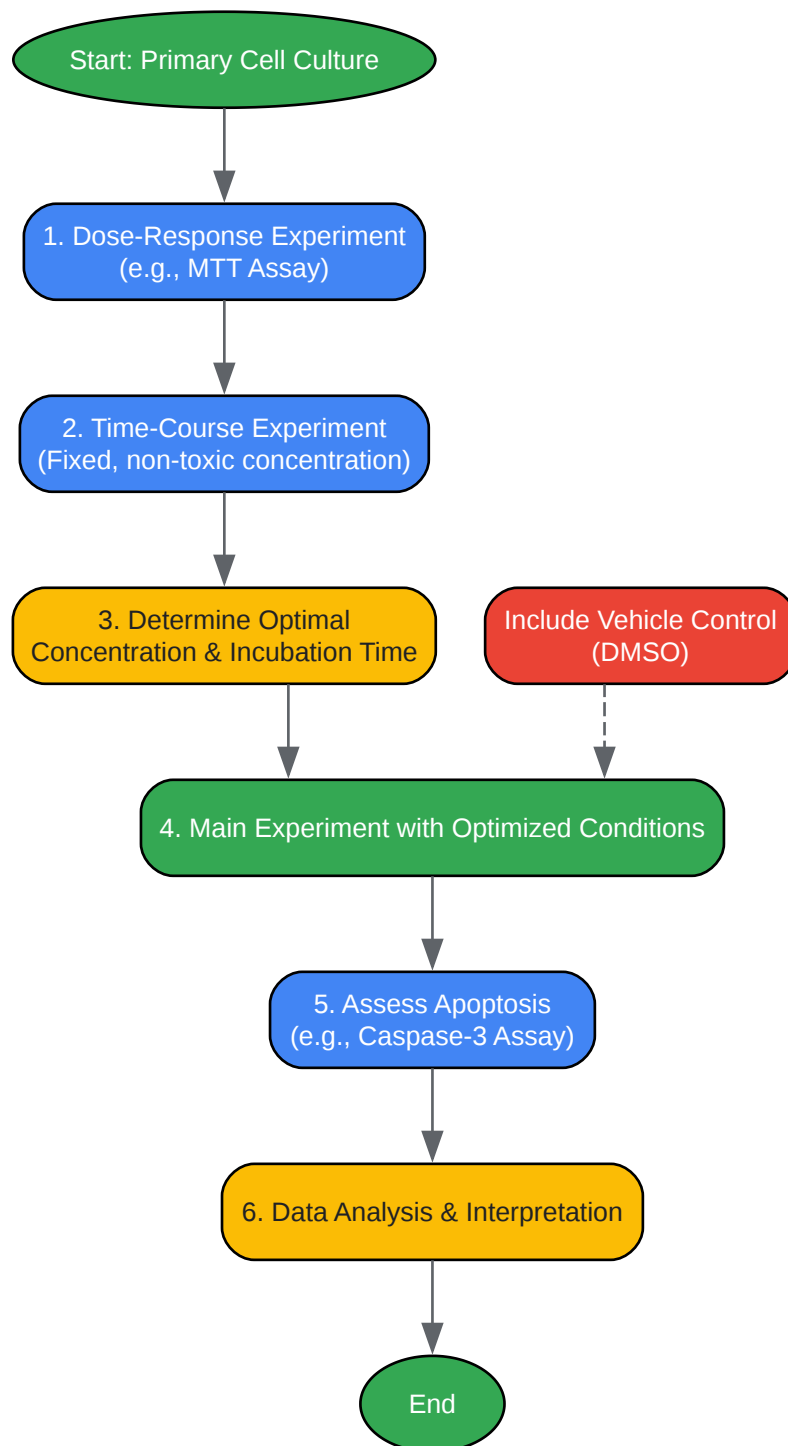 Start: Primary Cell Culture
1. Dose-Response Experiment
(e.g., MTT Assay)
2. Time-Course Experiment
(Fixed, non-toxic concentration)
3. Determine Optimal
Concentration & Incubation Time
Include Vehicle Control
(DMSO)
4. Main Experiment with Optimized Conditions
5. Assess Apoptosis
(e.g., Caspase-3 Assay)
6. Data Analysis & Interpretation
End